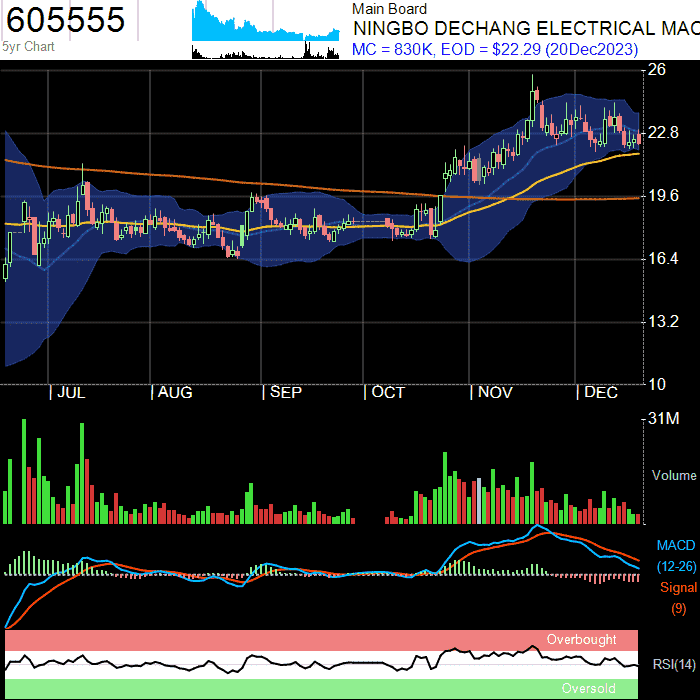 605555
Main Board
NINGBO DECHANG ELECTRICAL MAC
5yr Chart
MC = 830K, EOD = $22.29 (20Dec2023)
26
22.8
19.6
16.4
13.2
10
| JUL | AUG | SEP | OCT | NOV | DEC
31M
Volume
MACD
(12-26)
Signal
(9)
Overbought
RSI(14)
Oversold